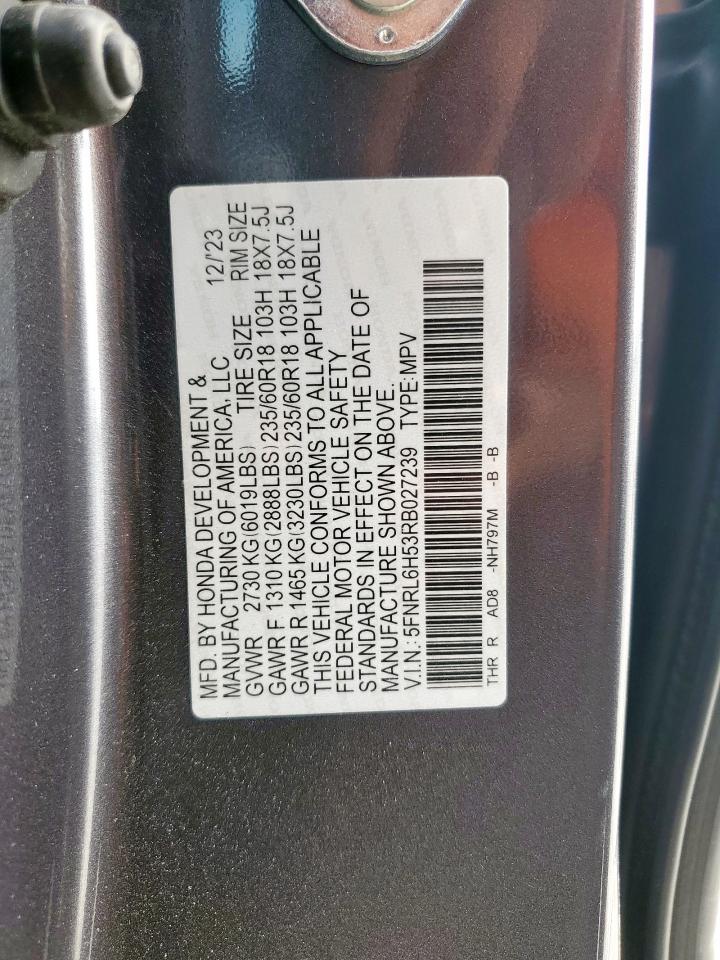 MFD. BY HONDA DEVELOPMENT &
MANUFACTURING OF AMERICA, LLC 12/'23
GVWR 2730 KG(6019LBS) TIRE SIZE RIM SIZE
GAWR F 1310 KG(2888LBS)235/60R18 103H 18X7.5J
GAWR R 1465 KG(3230LBS)235/60R18 103H 18X7.5J
THIS VEHICLE CONFORMS TO ALL APPLICABLE
FEDERAL MOTOR VEHICLE SAFETY
STANDARDS IN EFFECT ON THE DATE OF
MANUFACTURE SHOWN ABOVE.
V.I.N.: 5FNRL6H53RB027239 TYPE: MPV
THR R AD8 -NH797M -B -B